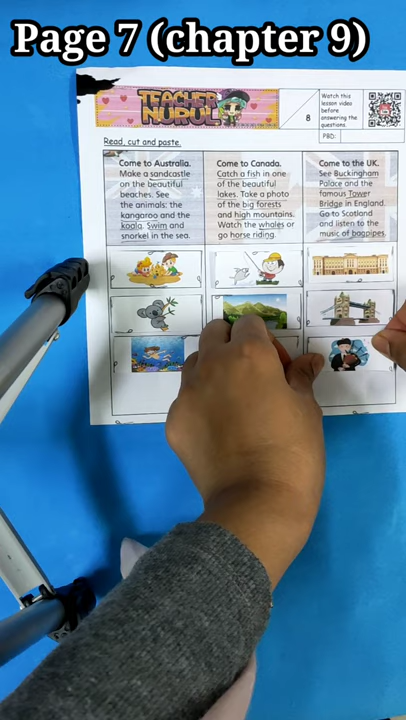 Page 7 (chapter 9)
TEACHER
NURUL
8
Watch this
lesson video
before
answering the
questions.
PBD:
Read, cut and paste.
Come to Australia.
Make a sandcastle
on the beautiful
beaches. See
the animals: the
kangaroo and the
koala. Swim and
snorkel in the sea.
Come to Canada.
Catch a fish in one
of the beautiful
lakes. Take a photo
of the big forests
and high mountains.
Watch the whales or
go horse riding.
Come to the UK.
See Buckingham
Palace and the
famous Tower
Bridge in England.
Go to Scotland
and listen to the
music of bagpipes.